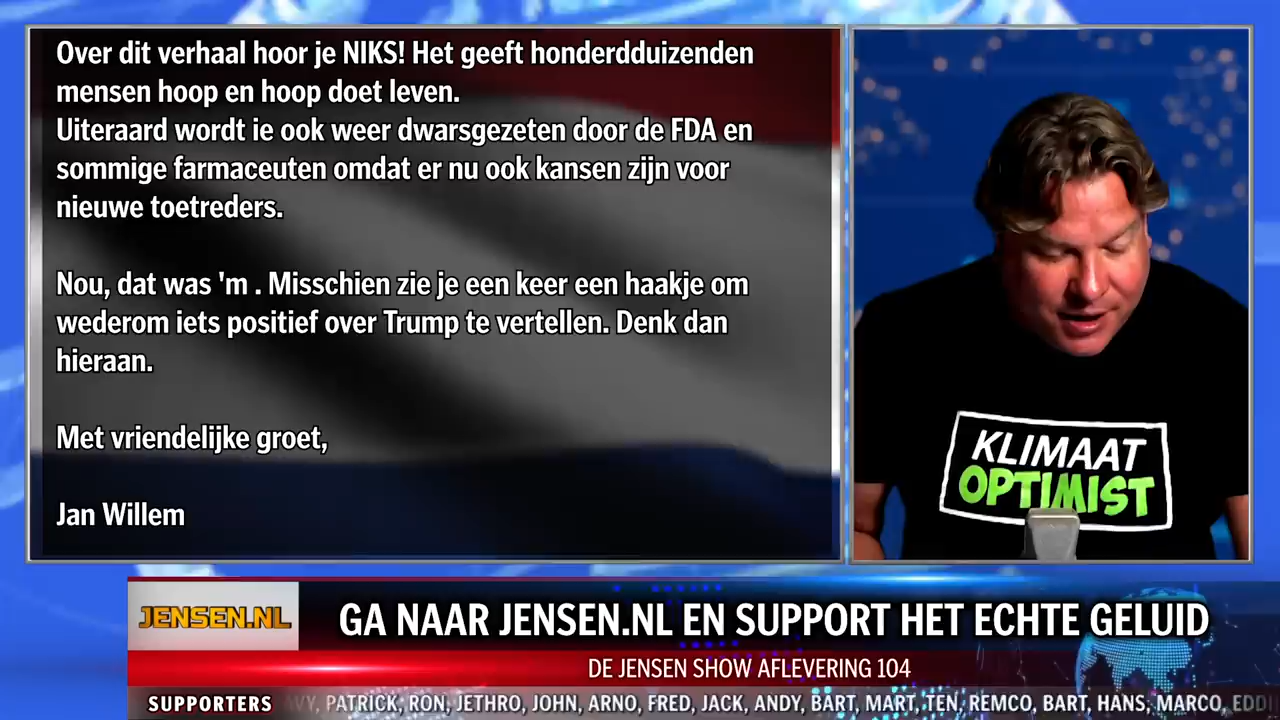 Over dit verhaal hoor je NIKS! Het geeft honderdduizenden
mensen hoop en hoop doet leven.
Uiteraard wordt ie ook weer dwarsgezeten door de FDA en
sommige farmaceuten omdat er nu ook kansen zijn voor
nieuwe toetreders.
Nou, dat was 'm . Misschien zie je een keer een haakje om
wederom iets positief over Trump te vertellen. Denk dan
hieraan.
Met vriendelijke groet,
Jan Willem
KLIMAAT
OPTIMIST
JENSEN.NL
GA NAAR JENSEN.NL EN SUPPORT HET ECHTE GELUID
DE JENSEN SHOW AFLEVERING 104
SUPPORTERS
PATRICK, RON, JETHRO, JOHN, ARNO, FRED, JACK, ANDY, BART, MART, TEN, REMCO, BART, HANS, MARCO,